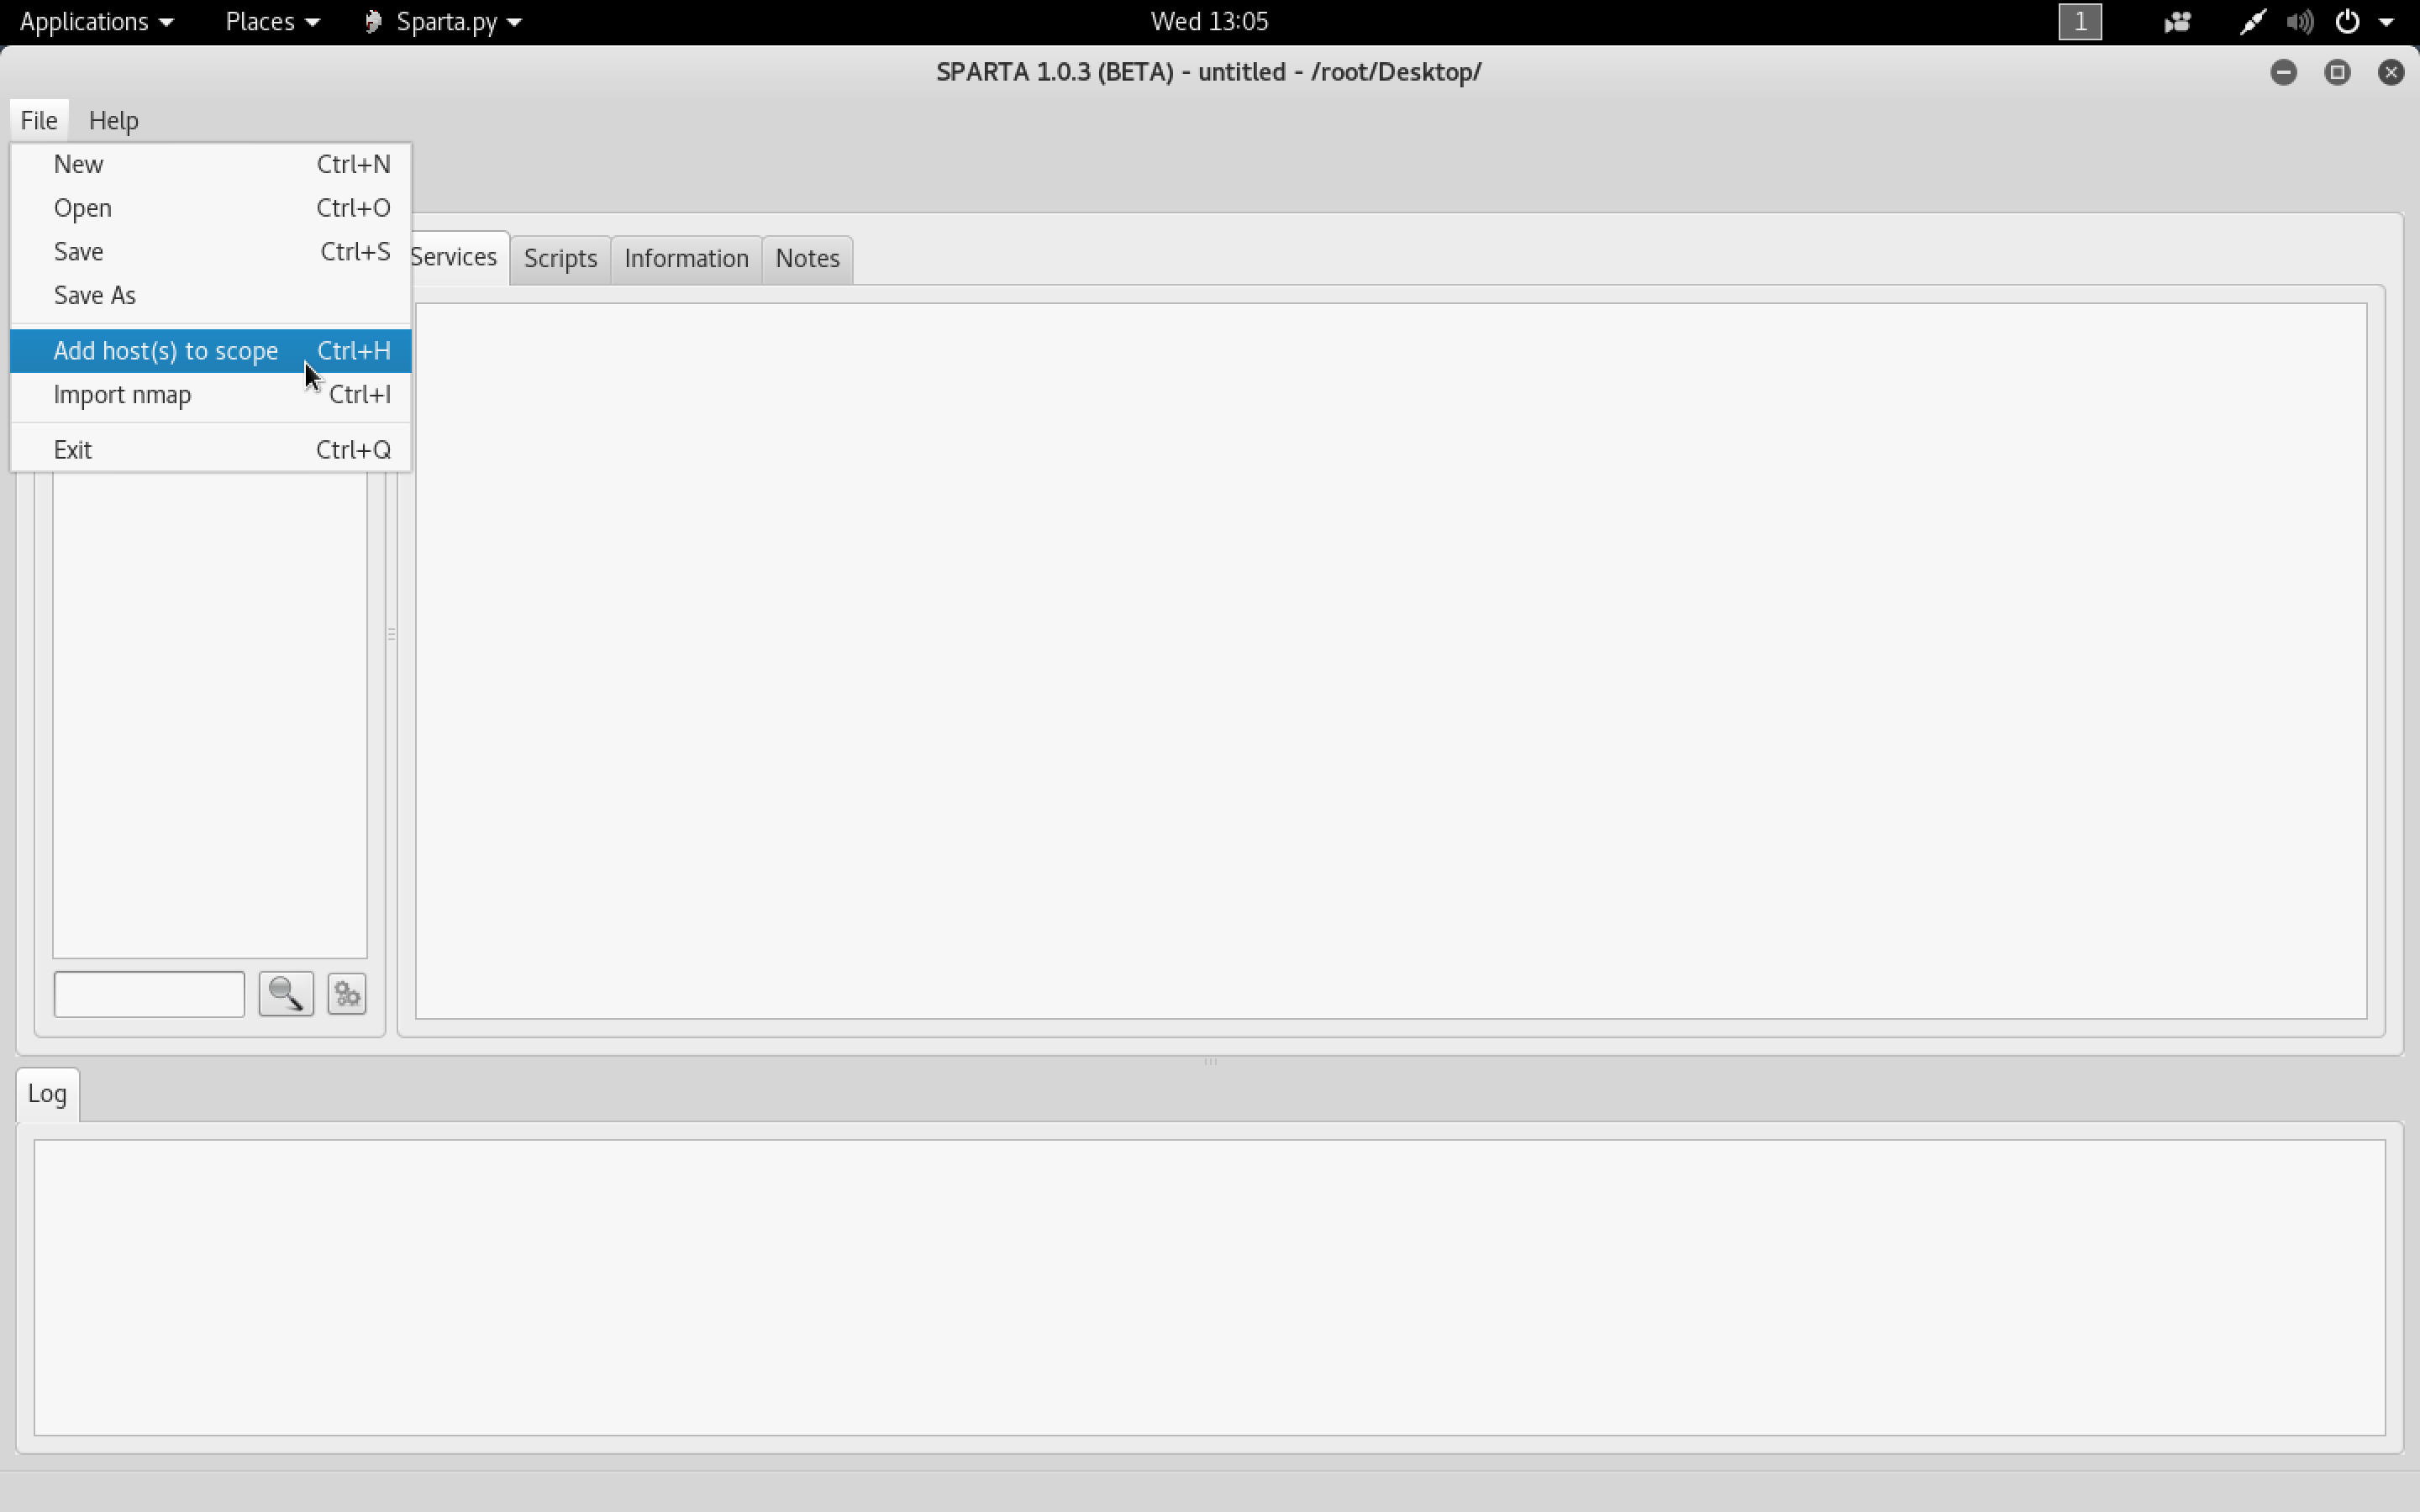 Applications Places Sparta.py Wed 13:05 1
SPARTA 1.0.3 (BETA) - untitled - /root/Desktop/
File Help
New Ctrl+N
Open Ctrl+O
Save Ctrl+S
Save As
Add host(s) to scope Ctrl+H
Import nmap Ctrl+I
Exit Ctrl+Q
Services Scripts Information Notes
Log